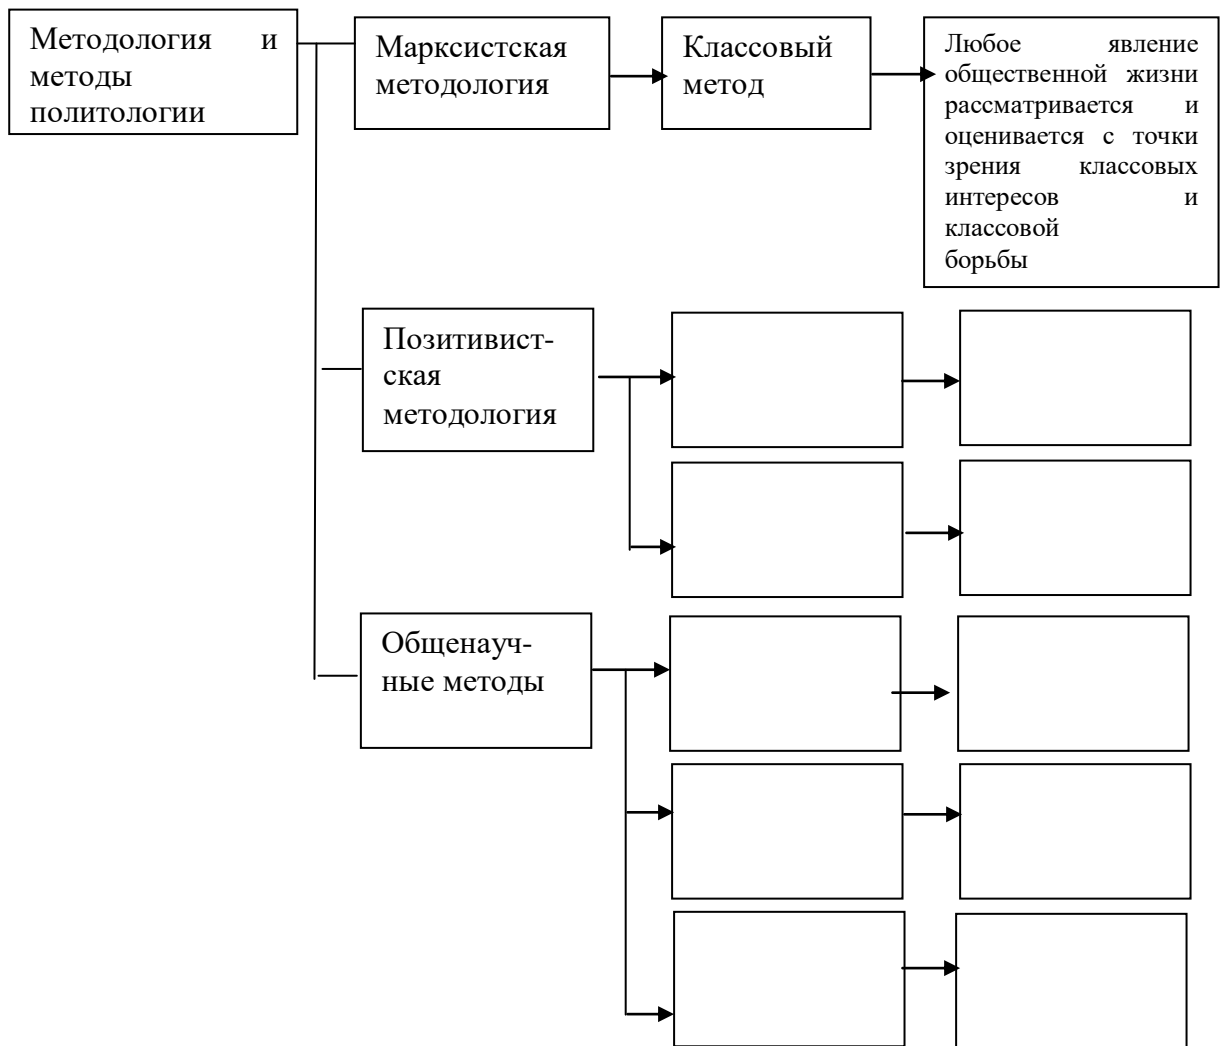 Методология и
методы
политологии
Марксистская
методология
Классовый
метод
Любое явление
общественной жизни
рассматривается и
оценивается с точки
зрения классовых
интересов и
классовой
борьбы
Позитивист-
ская
методология
Общенауч-
ные методы